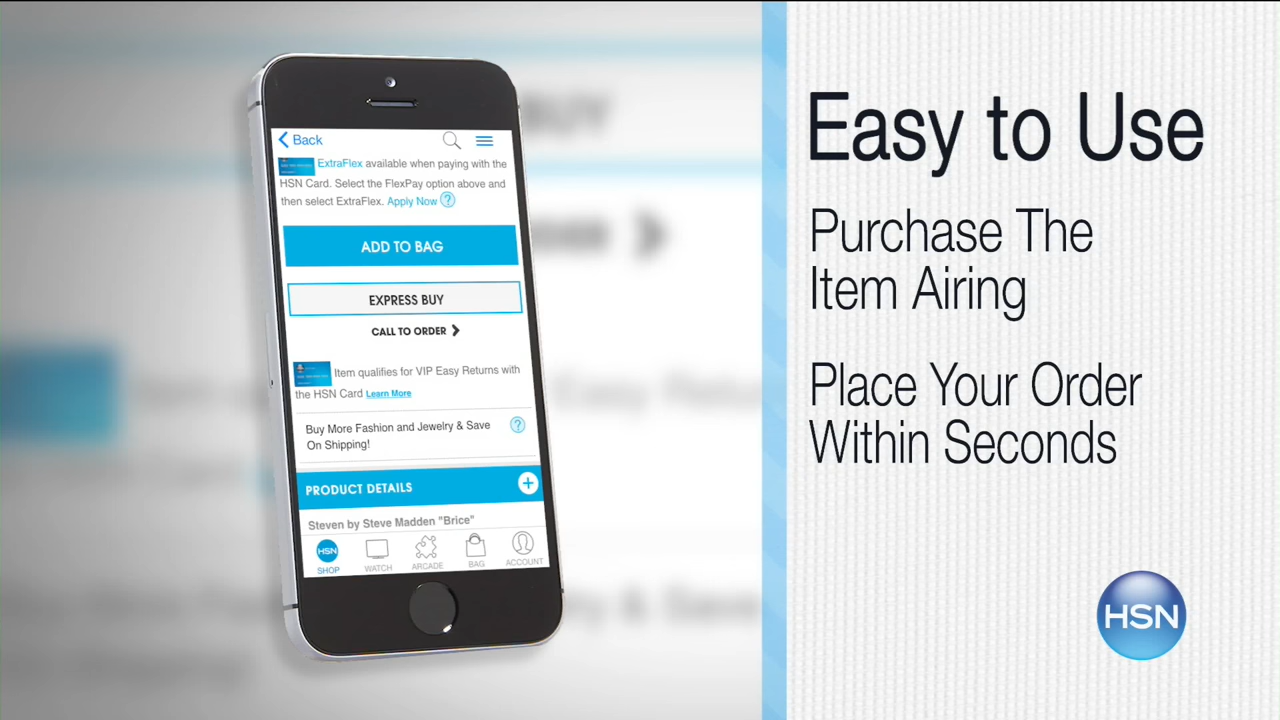 Back
ExtraFlex available when paying with the
HSN Card. Select the FlexPay option above and
then select ExtraFlex. Apply Now ?
ADD TO BAG
EXPRESS BUY
CALL TO ORDER
Item qualifies for VIP Easy Returns with
the HSN Card Learn More
Buy More Fashion and Jewelry & Save
On Shipping!
?
PRODUCT DETAILS
Steven by Steve Madden "Brice"
HSN
SHOP
WATCH
ARCADE
BAG
ACCOUNT
BUY
Easy to Use
Purchase The
Item Airing
Place Your Order
Within Seconds
HSN